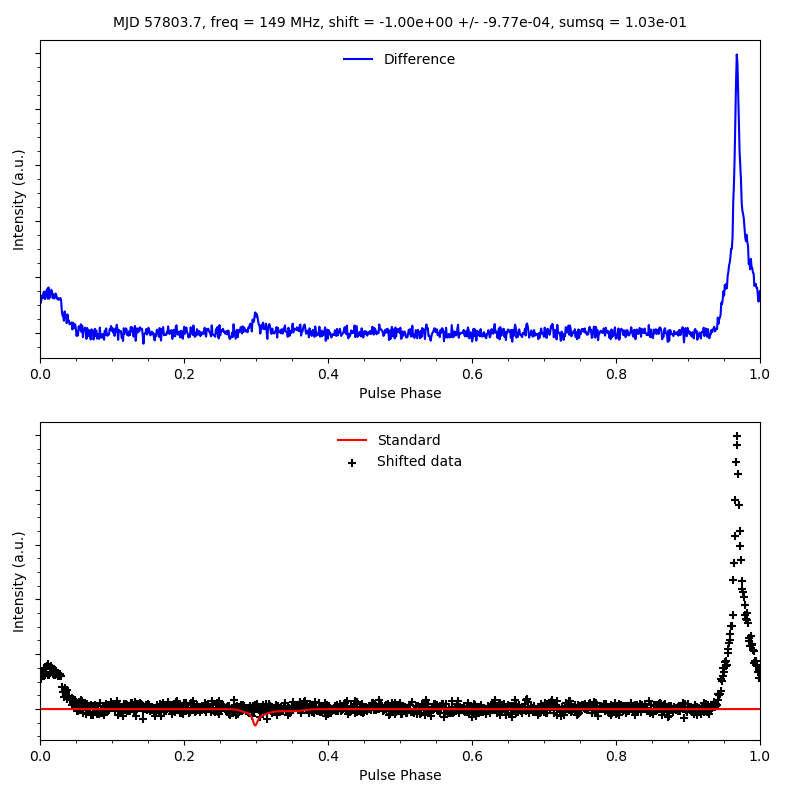 MJD 57803.7, freq = 149 MHz, shift = -1.00e+00 +/- -9.77e-04, sumsq = 1.03e-01
Difference
Intensity (a.u.)
0.0 0.2 0.4 0.6 0.8 1.0
Pulse Phase
Standard
Shifted data
Intensity (a.u.)
0.0 0.2 0.4 0.6 0.8 1.0
Pulse Phase